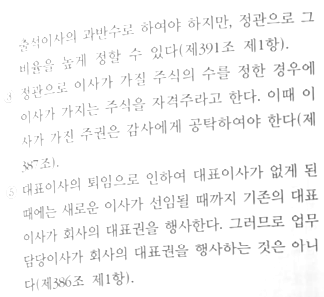 출석이사의 과반수로 하여야 하지만, 정관으로 그
비율을 높게 정할 수 있다(제391조 제1항).
정관으로 이사가 가질 주식의 수를 정한 경우에
이사가 가지는 주식을 자격주라고 한다. 이때 이
사가 가진 주권은 감사에게 공탁하여야 한다(제
387조).
대표이사의 퇴임으로 인하여 대표이사가 없게 된
때에는 새로운 이사가 선임될 때까지 기존의 대표
이사가 회사의 대표권을 행사한다. 그러므로 업무
담당이사가 회사의 대표권을 행사하는 것은 아니
다(제386조 제1항).